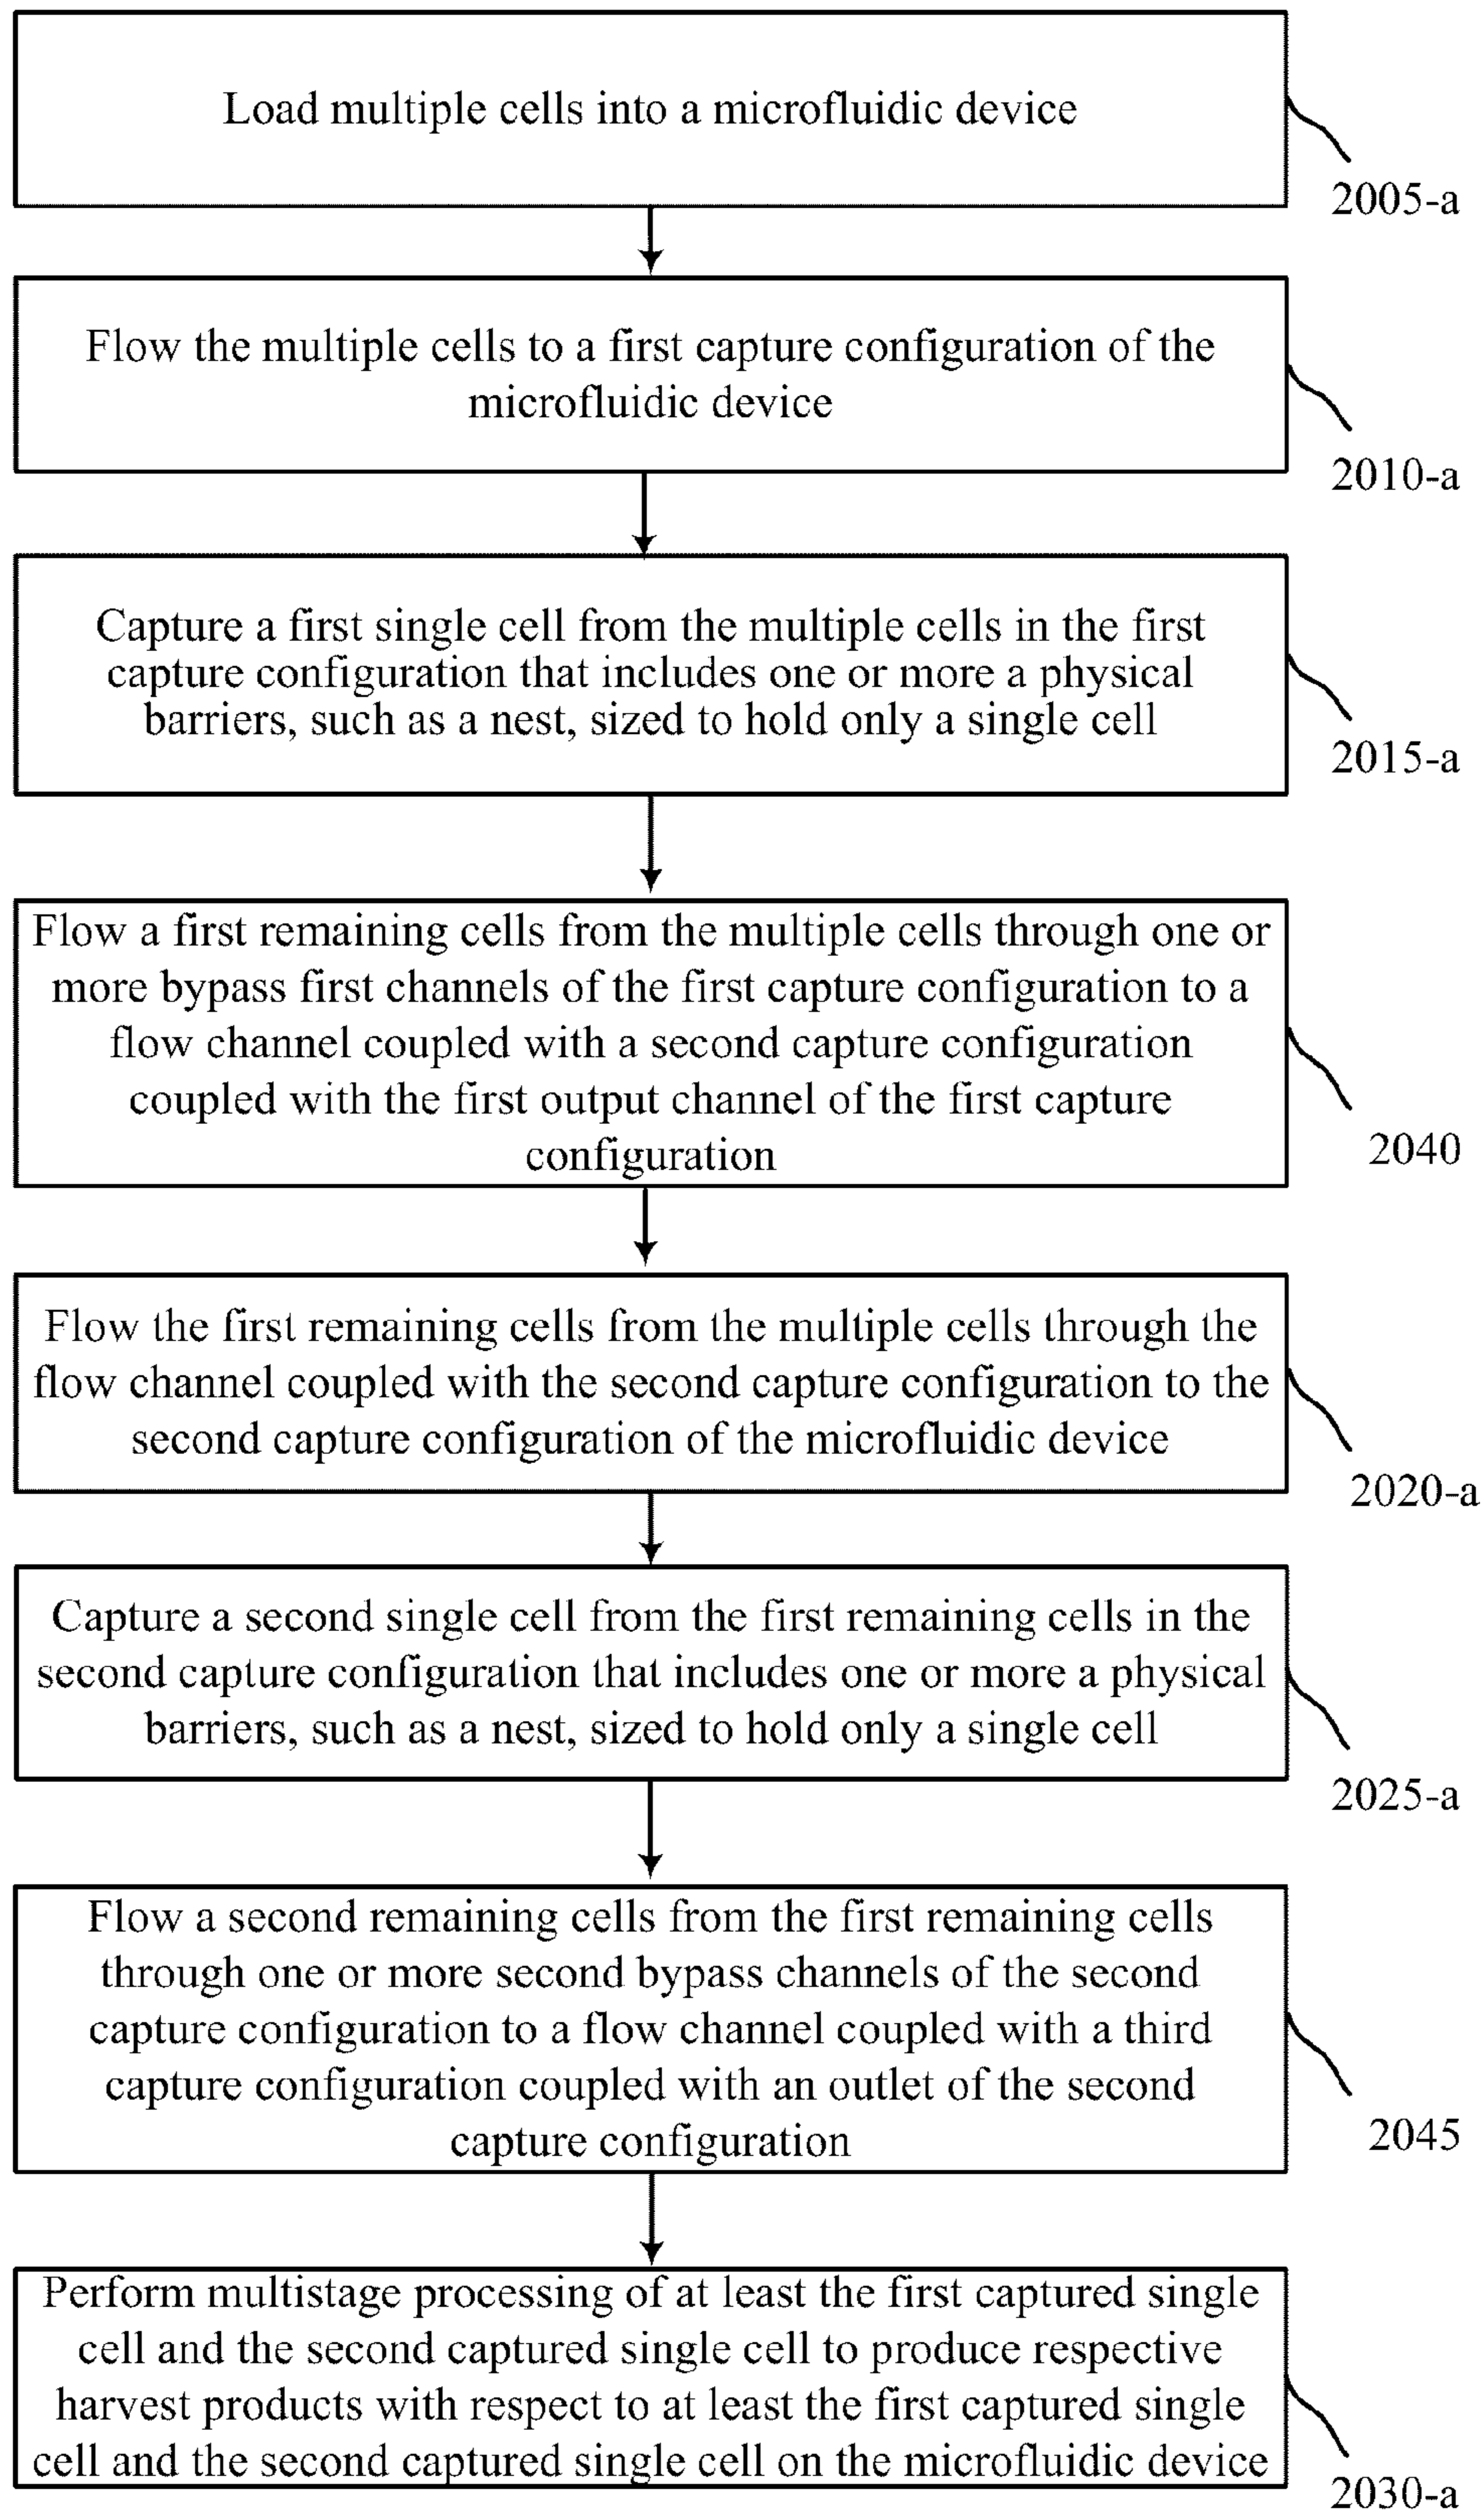 Load multiple cells into a microfluidic device
2005-a
Flow the multiple cells to a first capture configuration of the
microfluidic device
2010-a
Capture a first single cell from the multiple cells in the first
capture configuration that includes one or more a physical
barriers, such as a nest, sized to hold only a single cell
2015-a
Flow a first remaining cells from the multiple cells through one or
more bypass first channels of the first capture configuration to a
flow channel coupled with a second capture configuration
coupled with the first output channel of the first capture
configuration
2040
Flow the first remaining cells from the multiple cells through the
flow channel coupled with the second capture configuration to the
second capture configuration of the microfluidic device
2020-a
Capture a second single cell from the first remaining cells in the
second capture configuration that includes one or more a physical
barriers, such as a nest, sized to hold only a single cell
2025-a
Flow a second remaining cells from the first remaining cells
through one or more second bypass channels of the second
capture configuration to a flow channel coupled with a third
capture configuration coupled with an outlet of the second
capture configuration
2045
Perform multistage processing of at least the first captured single
cell and the second captured single cell to produce respective
harvest products with respect to at least the first captured single
cell and the second captured single cell on the microfluidic device
2030-a